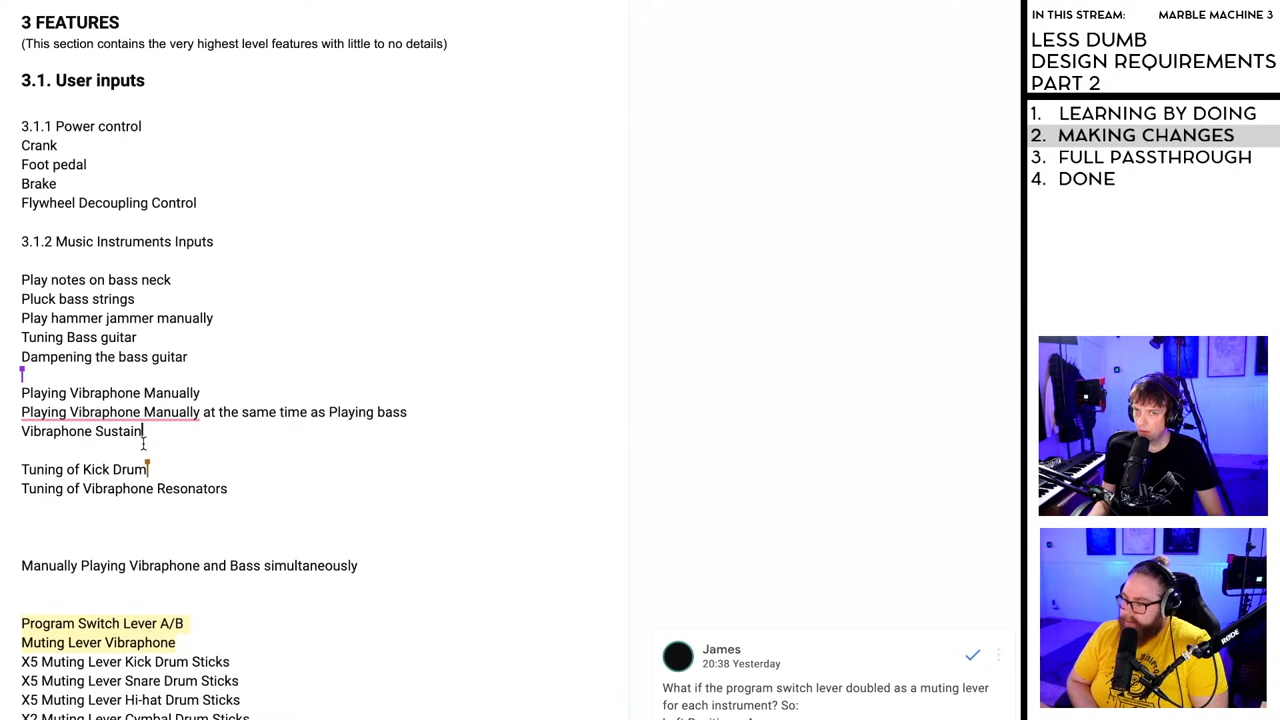 3 FEATURES
(This section contains the very highest level features with little to no details)
3.1. User inputs
3.1.1 Power control
Crank
Foot pedal
Brake
Flywheel Decoupling Control
3.1.2 Music Instruments Inputs
Play notes on bass neck
Pluck bass strings
Play hammer jammer manually
Tuning Bass guitar
Dampening the bass guitar
Playing Vibraphone Manually
Playing Vibraphone Manually at the same time as Playing bass
Vibraphone Sustain
Tuning of Kick Drum
Tuning of Vibraphone Resonators
Manually Playing Vibraphone and Bass simultaneously
Program Switch Lever A/B
Muting Lever Vibraphone
X5 Muting Lever Kick Drum Sticks
X5 Muting Lever Snare Drum Sticks
X5 Muting Lever Hi-hat Drum Sticks
X2 Muting Lever Cymbal Drum Sticks
James
20:38 Yesterday
What if the program switch lever doubled as a muting lever
for each instrument? So:
IN THIS STREAM: MARBLE MACHINE 3
LESS DUMB
DESIGN REQUIREMENTS
PART 2
1. LEARNING BY DOING
2. MAKING CHANGES
3. FULL PASSTHROUGH
4. DONE
RØDE